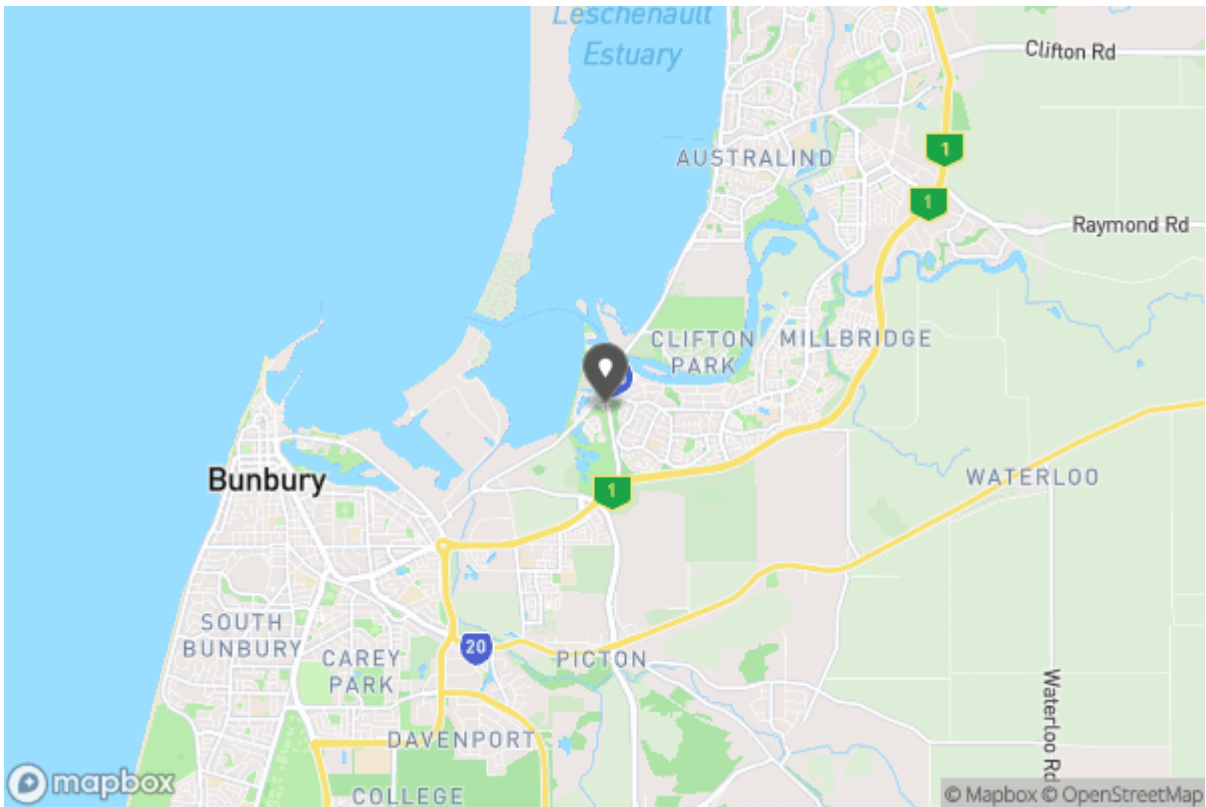 Leschenault
Estuary
Clifton Rd
1
AUSTRALIND
1
Raymond Rd
CLIFTON
PARK
MILLBRIDGE
Bunbury
1
WATERLOO
SOUTH
BUNBURY
CAREY
PARK
20
PICTON
Waterloo Rd
DAVENPORT
COLLEGE
mapbox
© Mapbox © OpenStreetMap